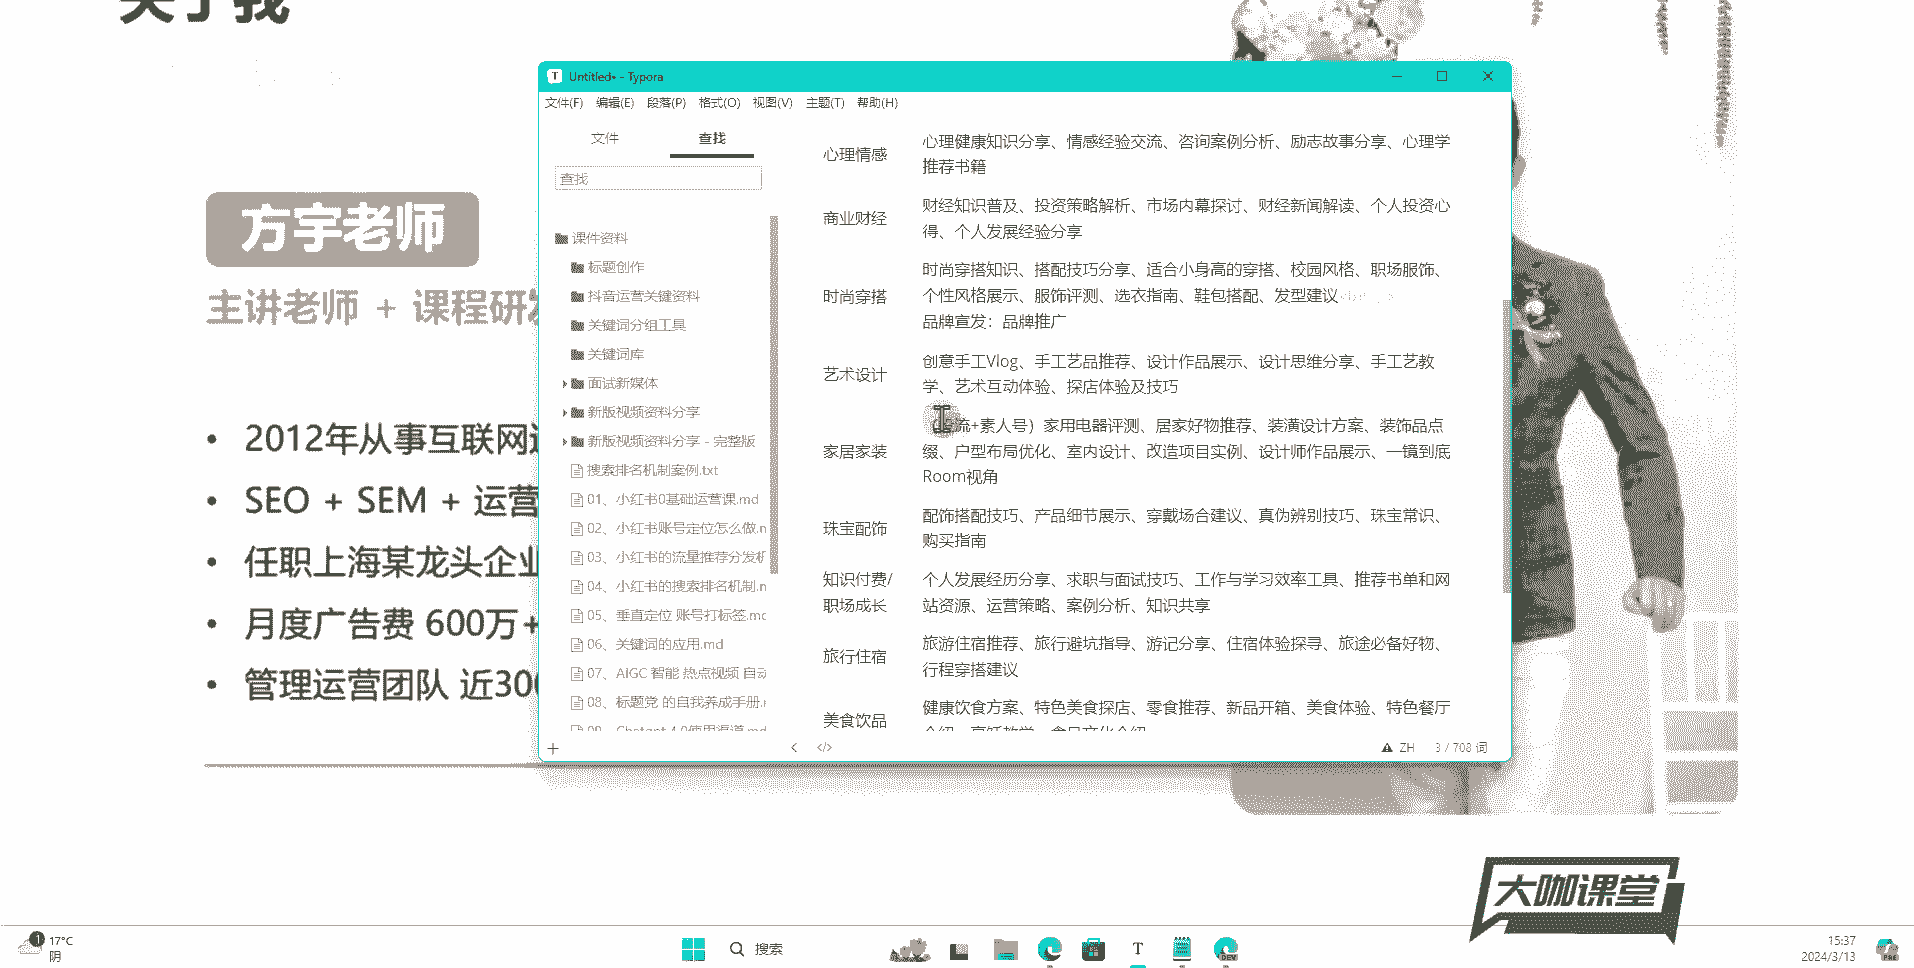 关于我
方宇老师
主讲老师 + 课程研
2012年从事互联网
SEO + SEM + 运营
任职上海某龙头企业
月度广告费 600万+
管理运营团队 近30
Untitled• - Typora
文件(F) 编辑(E) 段落(P) 格式(O) 视图(V) 主题(T) 帮助(H)
文件 查找
查找
课件资料
标题创作
抖音运营关键资料
关键词分组工具
关键词库
面试新媒体
新版视频资料分享
新版视频资料分享 - 完整版
搜索排名机制案例.txt
01、小红书0基础运营课.md
02、小红书账号定位怎么做.
03、小红书的流量推荐分发机
04、小红书的搜索排名机制.
05、垂直定位 账号打标签.md
06、关键词的应用.md
07、AIGC 智能 热点视频 自动
08、标题党 的自我养成手册.
心理情感
心理健康知识分享、情感经验交流、咨询案例分析、励志故事分享、心理学
推荐书籍
商业财经
财经知识普及、投资策略解析、市场内幕探讨、财经新闻解读、个人投资心
得、个人发展经验分享
时尚穿搭
时尚穿搭知识、搭配技巧分享、适合小身高的穿搭、校园风格、职场服饰、
个性风格展示、服饰评测、选衣指南、鞋包搭配、发型建议
品牌宣发：品牌推广
艺术设计
创意手工Vlog、手工艺品推荐、设计作品展示、设计思维分享、手工艺教
学、艺术互动体验、探店体验及技巧
家居家装
流+素人号）家用电器评测、居家好物推荐、装潢设计方案、装饰品点
缀、户型布局优化、室内设计、改造项目实例、设计师作品展示、一镜到底
Room视角
珠宝配饰
配饰搭配技巧、产品细节展示、穿戴场合建议、真伪辨别技巧、珠宝常识、
购买指南
知识付费/
职场成长
个人发展经历分享、求职与面试技巧、工作与学习效率工具、推荐书单和网
站资源、运营策略、案例分析、知识共享
旅行住宿
旅游住宿推荐、旅行避坑指导、游记分享、住宿体验探寻、旅途必备好物、
行程穿搭建议
美食饮品
健康饮食方案、特色美食探店、零食推荐、新品开箱、美食体验、特色餐厅
ZH 3 / 708 词
大咖课堂
1
17°C
阴
搜索
T
DEV
15:37
2024/3/13
PRE